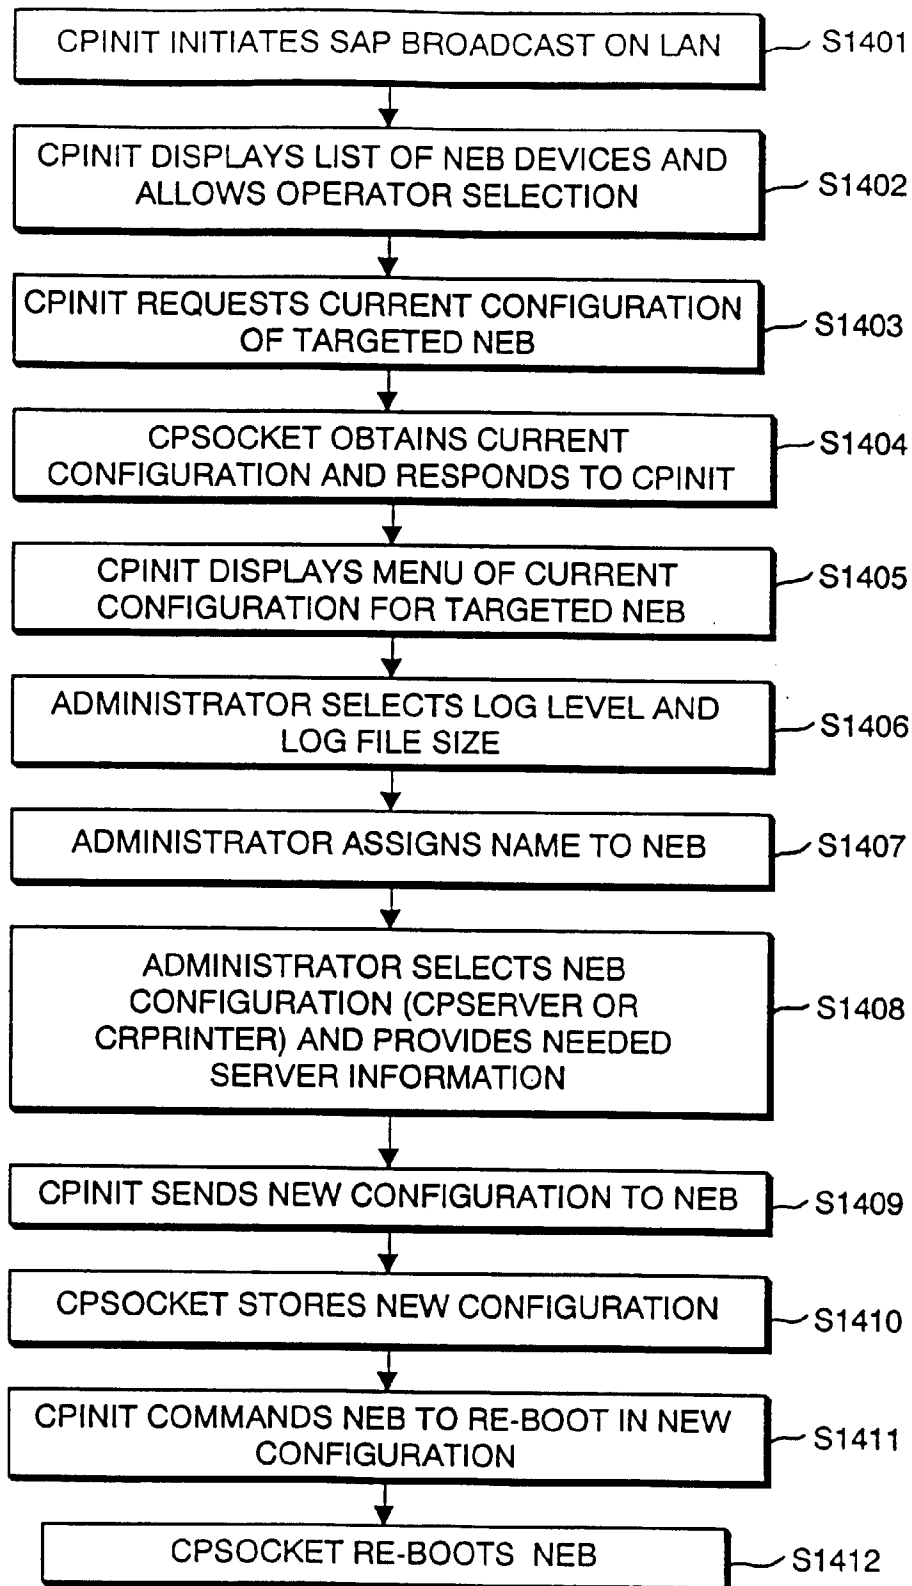 CPINIT INITIATES SAP BROADCAST ON LAN
S1401
CPINIT DISPLAYS LIST OF NEB DEVICES AND
ALLOWS OPERATOR SELECTION
S1402
CPINIT REQUESTS CURRENT CONFIGURATION
OF TARGETED NEB
S1403
CPSOCKET OBTAINS CURRENT
CONFIGURATION AND RESPONDS TO CPINIT
S1404
CPINIT DISPLAYS MENU OF CURRENT
CONFIGURATION FOR TARGETED NEB
S1405
ADMINISTRATOR SELECTS LOG LEVEL AND
LOG FILE SIZE
S1406
ADMINISTRATOR ASSIGNS NAME TO NEB
S1407
ADMINISTRATOR SELECTS NEB
CONFIGURATION (CPSERVER OR
CRPRINTER) AND PROVIDES NEEDED
SERVER INFORMATION
S1408
CPINIT SENDS NEW CONFIGURATION TO NEB
S1409
CPSOCKET STORES NEW CONFIGURATION
S1410
CPINIT COMMANDS NEB TO RE-BOOT IN NEW
CONFIGURATION
S1411
CPSOCKET RE-BOOTS NEB
S1412